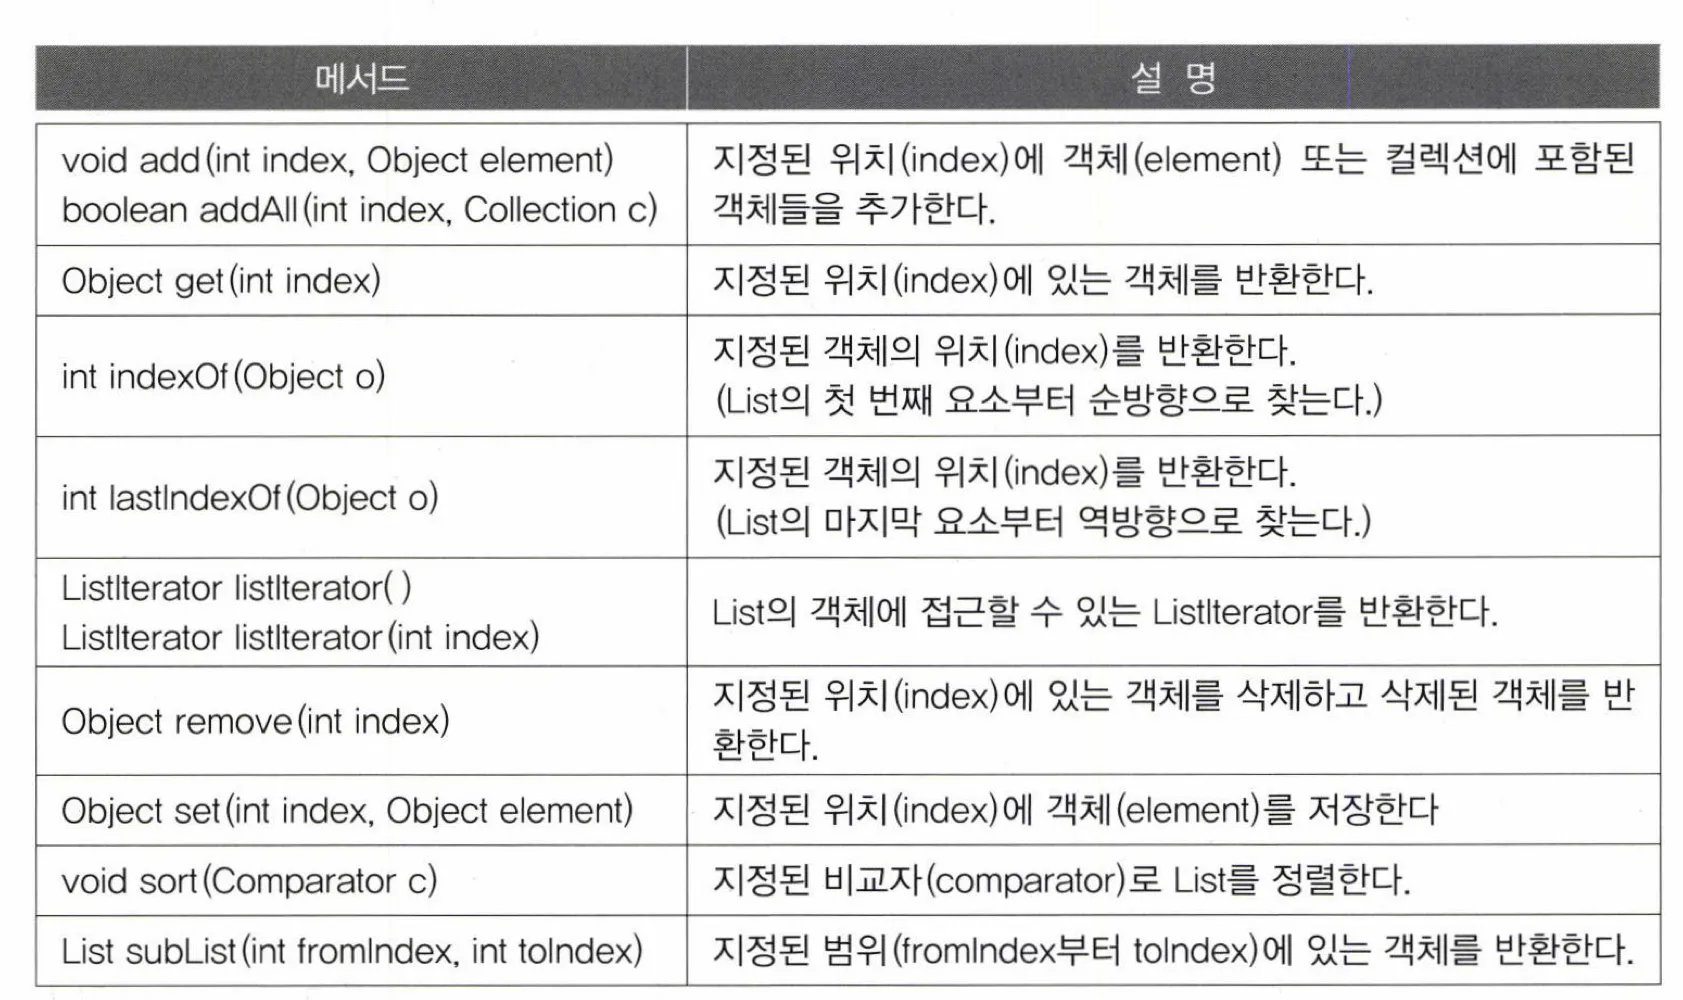 메서드
설 명
void add(int index, Object element)
boolean addAll(int index, Collection c)
지정된 위치(index)에 객체(element) 또는 컬렉션에 포함된
객체들을 추가한다.
Object get(int index)
지정된 위치(index)에 있는 객체를 반환한다.
int indexOf(Object o)
지정된 객체의 위치(index)를 반환한다.
(List의 첫 번째 요소부터 순방향으로 찾는다.)
int lastIndexOf(Object o)
지정된 객체의 위치(index)를 반환한다.
(List의 마지막 요소부터 역방향으로 찾는다.)
ListIterator listIterator( )
ListIterator listIterator(int index)
List의 객체에 접근할 수 있는 ListIterator를 반환한다.
Object remove(int index)
지정된 위치(index)에 있는 객체를 삭제하고 삭제된 객체를 반
환한다.
Object set(int index, Object element)
지정된 위치(index)에 객체(element)를 저장한다
void sort(Comparator c)
지정된 비교자(comparator)로 List를 정렬한다.
List subList(int fromIndex, int toIndex)
지정된 범위(fromIndex부터 toIndex)에 있는 객체를 반환한다.